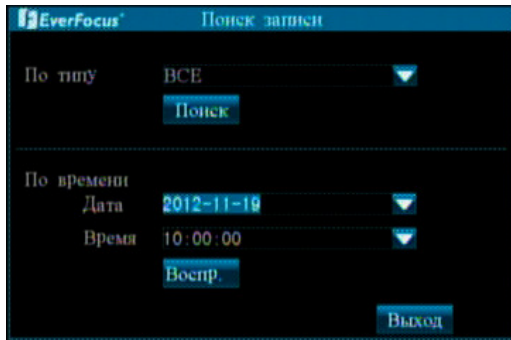 EverFocus Поиск записи
По типу ВСЕ
Поиск
По времени
Дата 2012-11-19
Время 10:00:00
Воспр.
Выход